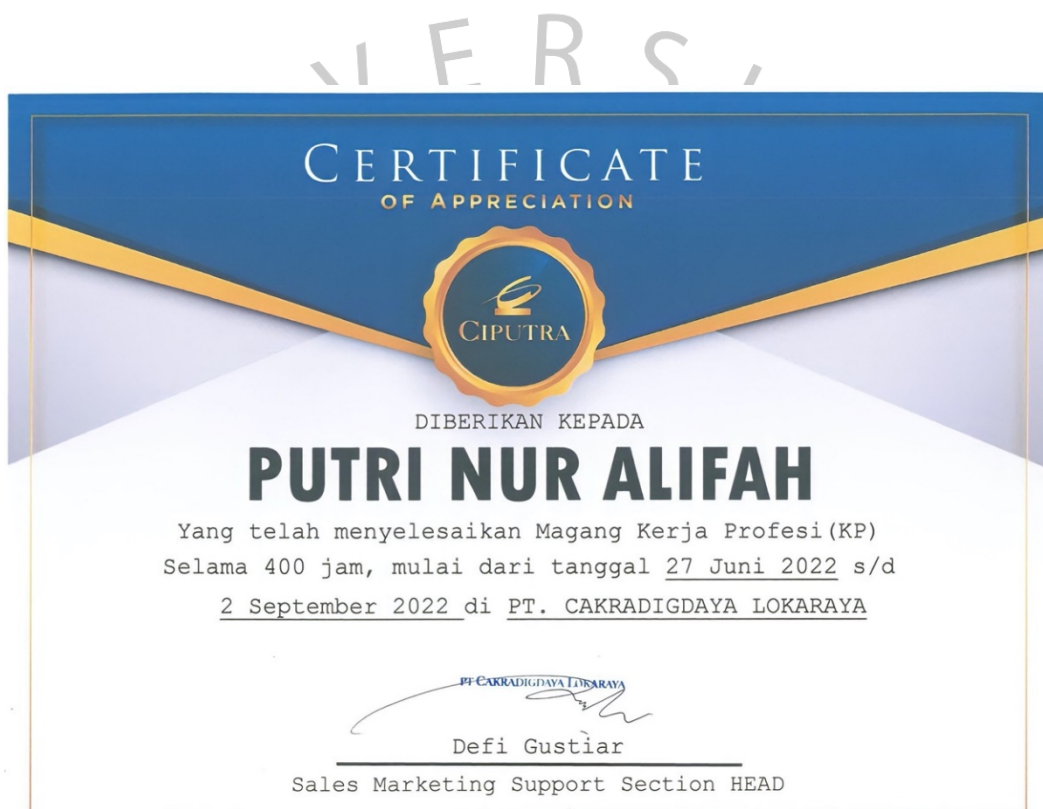 VERSI
CERTIFICATE
OF APPRECIATION
CIPUTRA
DIBERIKAN KEPADA
PUTRI NUR ALIFAH
Yang telah menyelesaikan Magang Kerja Profesi(KP)
Selama 400 jam, mulai dari tanggal 27 Juni 2022 s/d
2 September 2022 di PT. CAKRADIGDAYA LOKARAYA
PT CAKRADIGDAYA LOKARAYA
Defi Gustiar
Sales Marketing Support Section HEAD